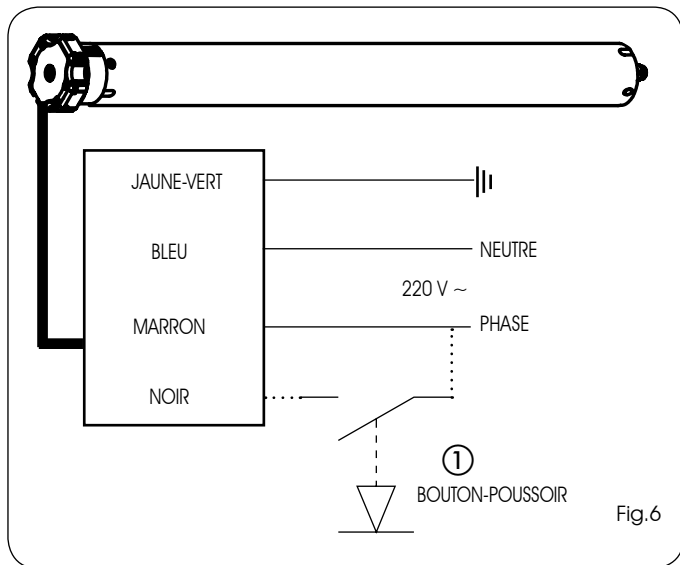 JAUNE-VERT
BLEU
NEUTRE
220 V ~
MARRON
PHASE
NOIR
①
BOUTON-POUSSOIR
Fig.6